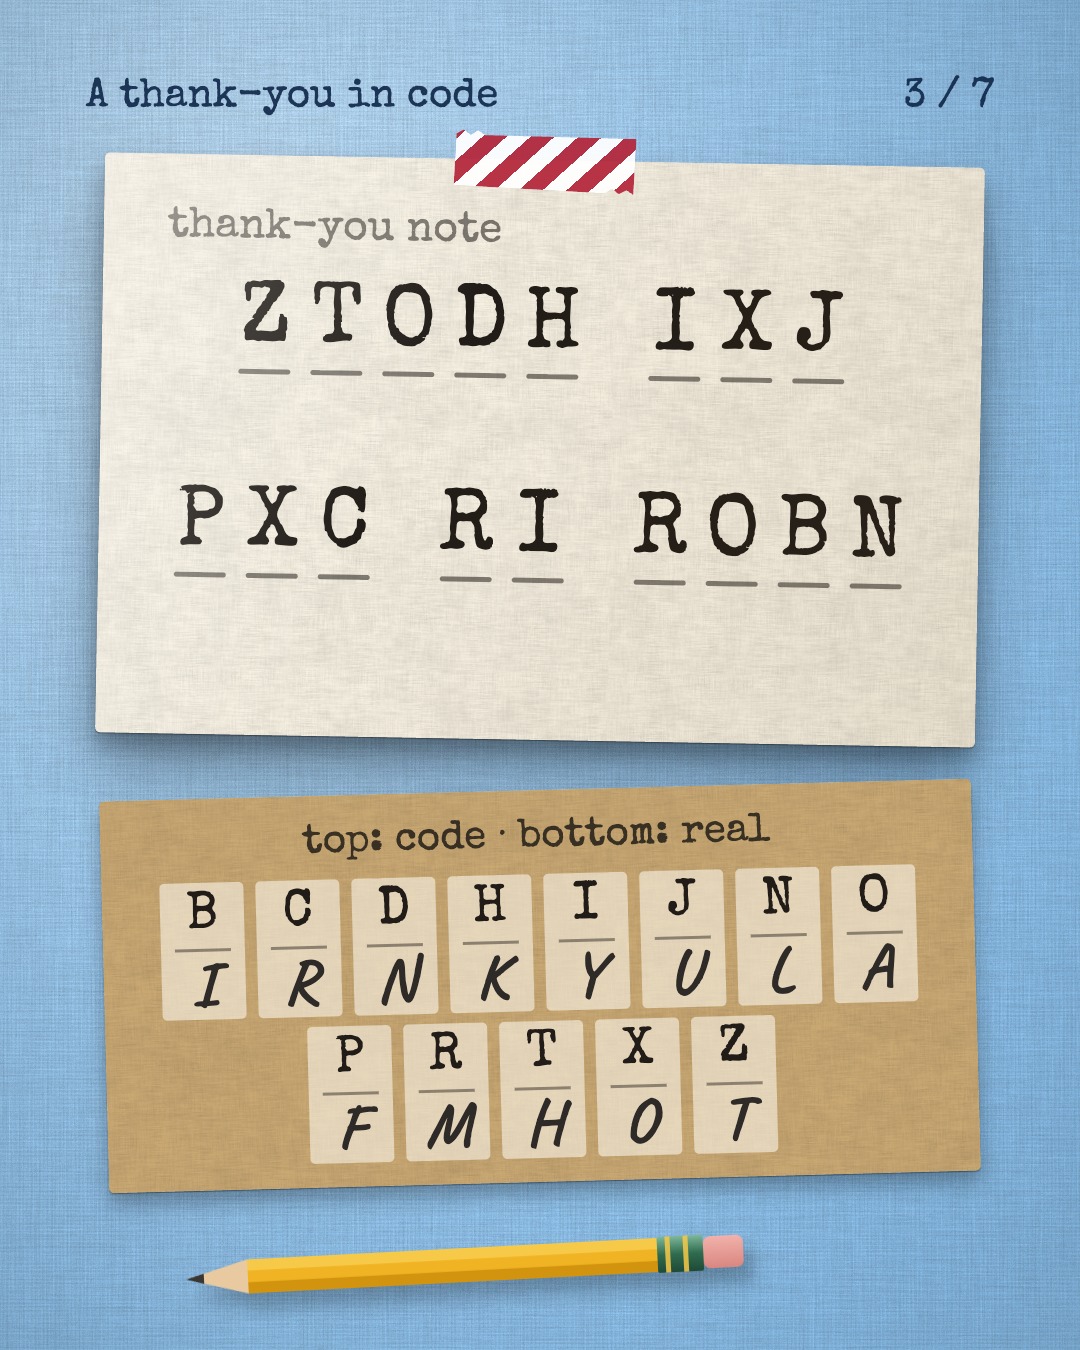 A thank-you in code
3 / 7
thank-you note
ZTODH IXJ
PXC RI ROBN
top: code · bottom: real
B C D H I J N O
I R N K Y U L A
P R T X Z
F M H O T